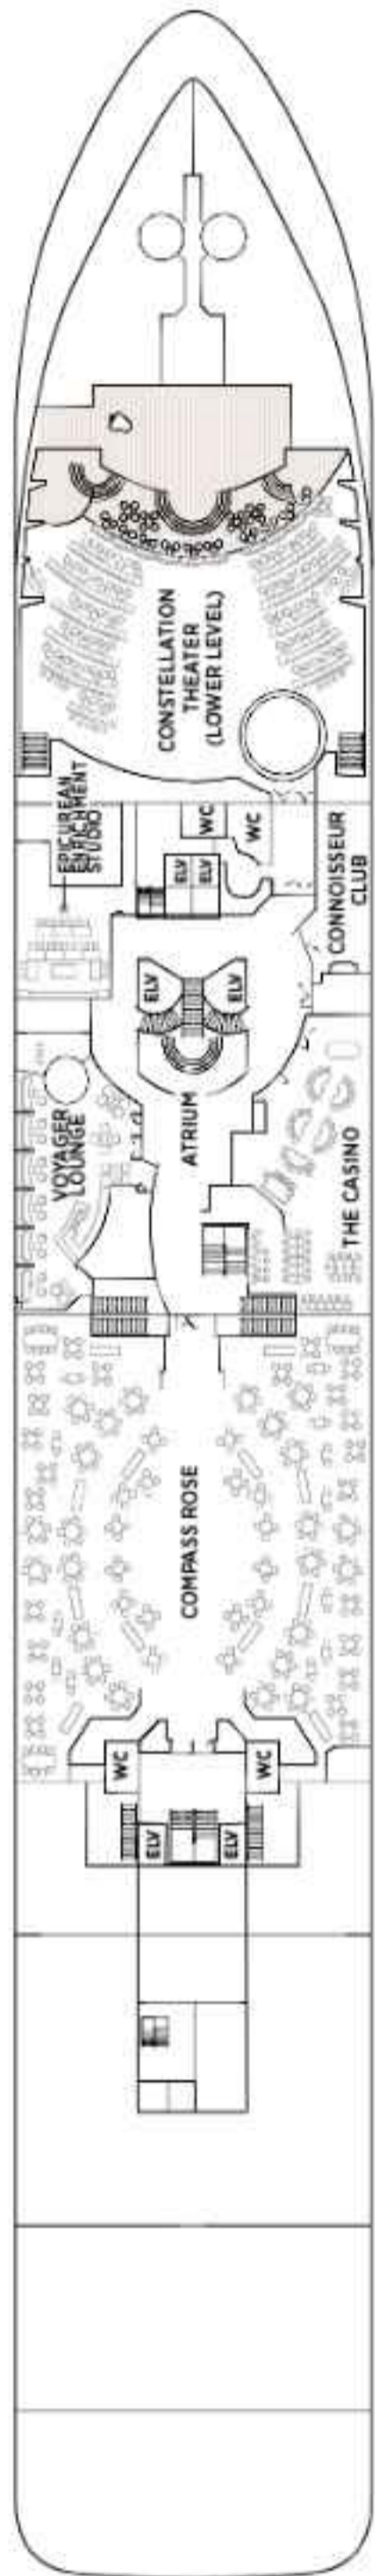 CONSTELLATION
THEATER
(LOWER LEVEL)
EPICUREAN
ENRICHMENT
STUDIO
WC
WC
ELV
ELV
CONNOISSEUR
CLUB
ELV
ELV
ATRIUM
VOYAGER
LOUNGE
THE CASINO
COMPASS ROSE
WC
WC
ELV
ELV